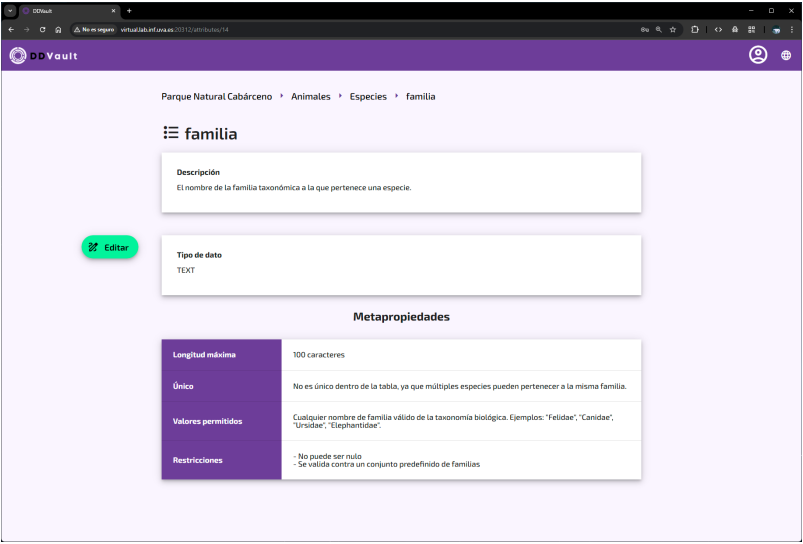 DDVault
No es seguro virtual.lab.inf.uva.es:20312/attributes/14
DDVault
Parque Natural Cabárceno Animales Especies familia
familia
Descripción
El nombre de la familia taxonómica a la que pertenece una especie.
Editar
Tipo de dato
TEXT
Metapropiedades
Longitud máxima 100 caracteres
Único No es único dentro de la tabla, ya que múltiples especies pueden pertenecer a la misma familia.
Valores permitidos Cualquier nombre de familia válido de la taxonomía biológica. Ejemplos: "Felidae", "Canidae",
"Ursidae", "Elephantidae".
Restricciones - No puede ser nulo
- Se valida contra un conjunto predefinido de familias